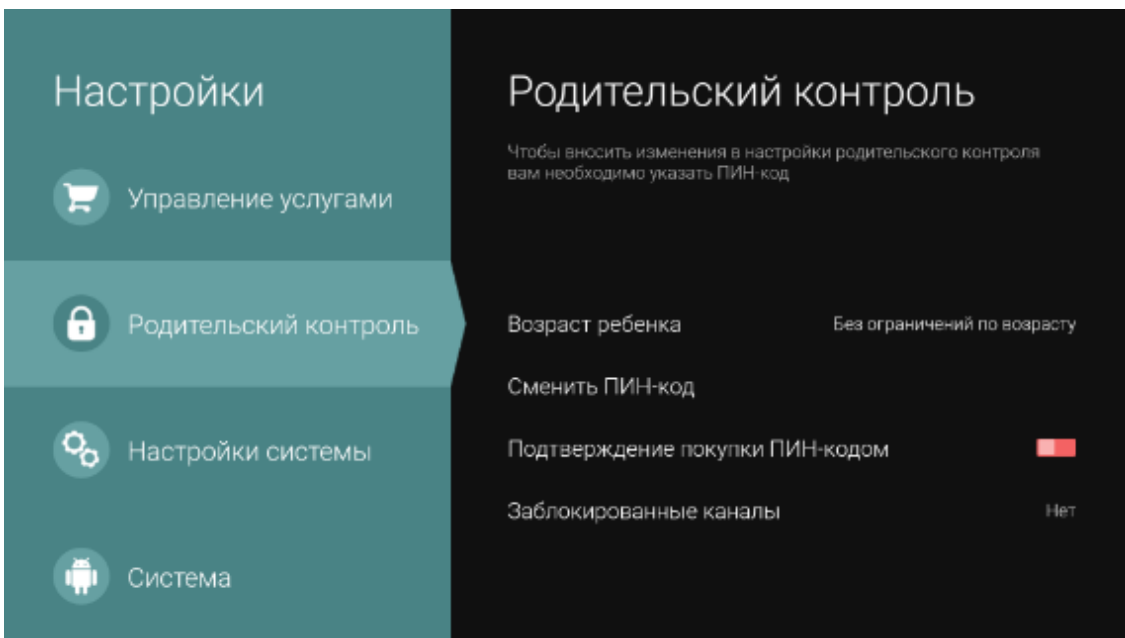 Настройки
Управление услугами
Родительский контроль
Настройки системы
Система
Родительский контроль
Чтобы вносить изменения в настройки родительского контроля
вам необходимо указать ПИН-код
Возраст ребенка Без ограничений по возрасту
Сменить ПИН-код
Подтверждение покупки ПИН-кодом
Заблокированные каналы Нет